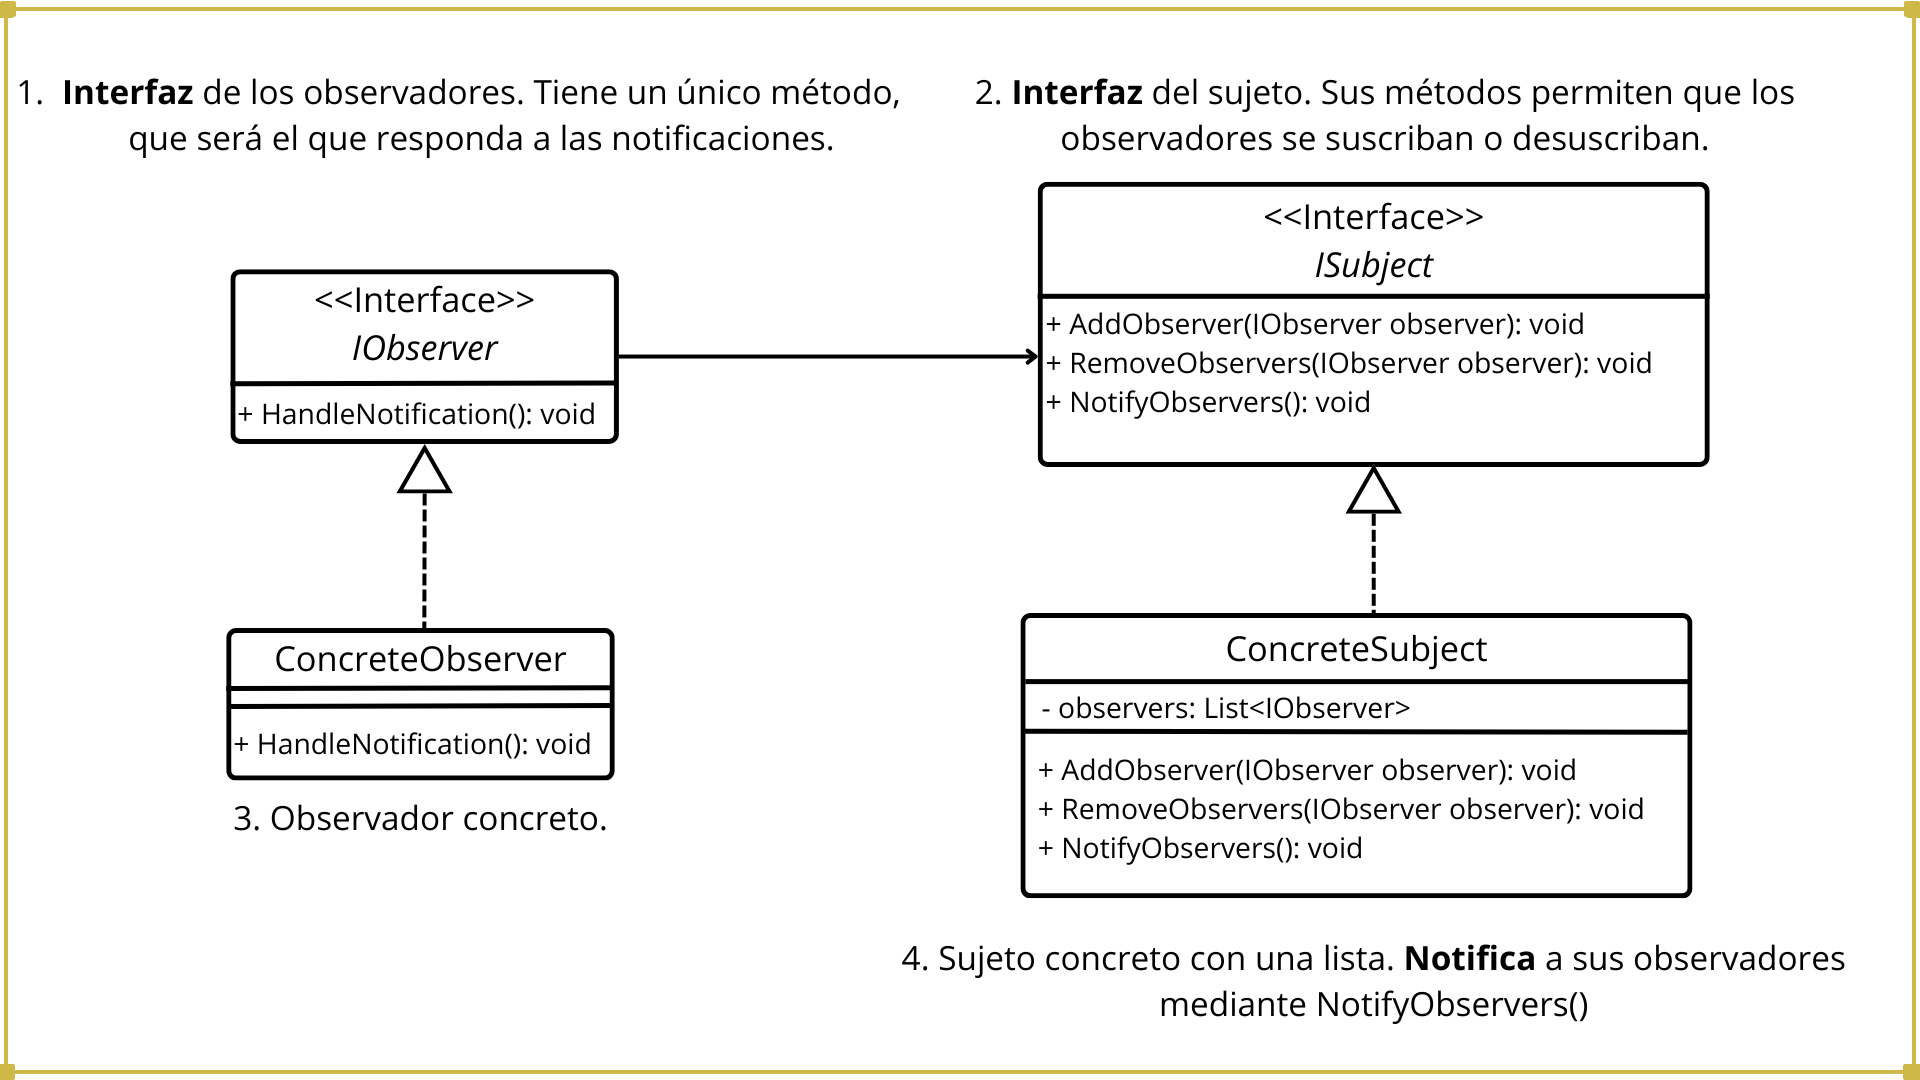 1. Interfaz de los observadores. Tiene un único método,
que será el que responda a las notificaciones.
2. Interfaz del sujeto. Sus métodos permiten que los
observadores se suscriban o desuscriban.
<<Interface>>
IObserver
+ HandleNotification(): void
<<Interface>>
ISubject
+ AddObserver(IObserver observer): void
+ RemoveObservers(IObserver observer): void
+ NotifyObservers(): void
ConcreteObserver
+ HandleNotification(): void
3. Observador concreto.
ConcreteSubject
- observers: List<IObserver>
+ AddObserver(IObserver observer): void
+ RemoveObservers(IObserver observer): void
+ NotifyObservers(): void
4. Sujeto concreto con una lista. Notifica a sus observadores
mediante NotifyObservers()